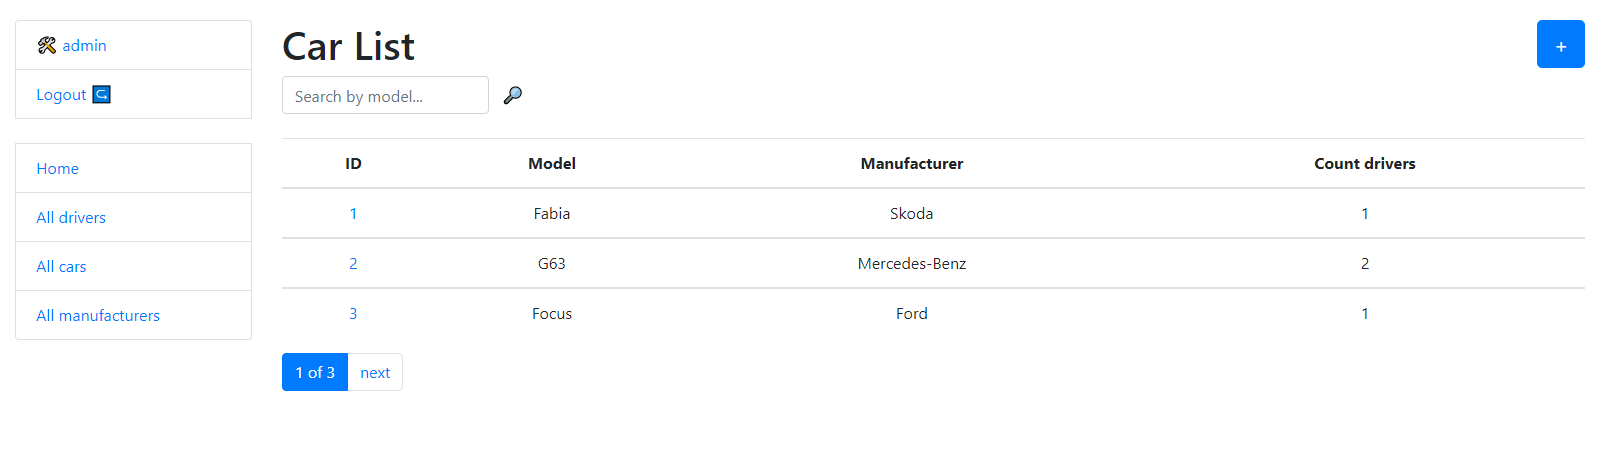 admin
Logout
Home
All drivers
All cars
All manufacturers
Car List
+
Search by model...
ID Model Manufacturer Count drivers
1 Fabia Skoda 1
2 G63 Mercedes-Benz 2
3 Focus Ford 1
1 of 3 next